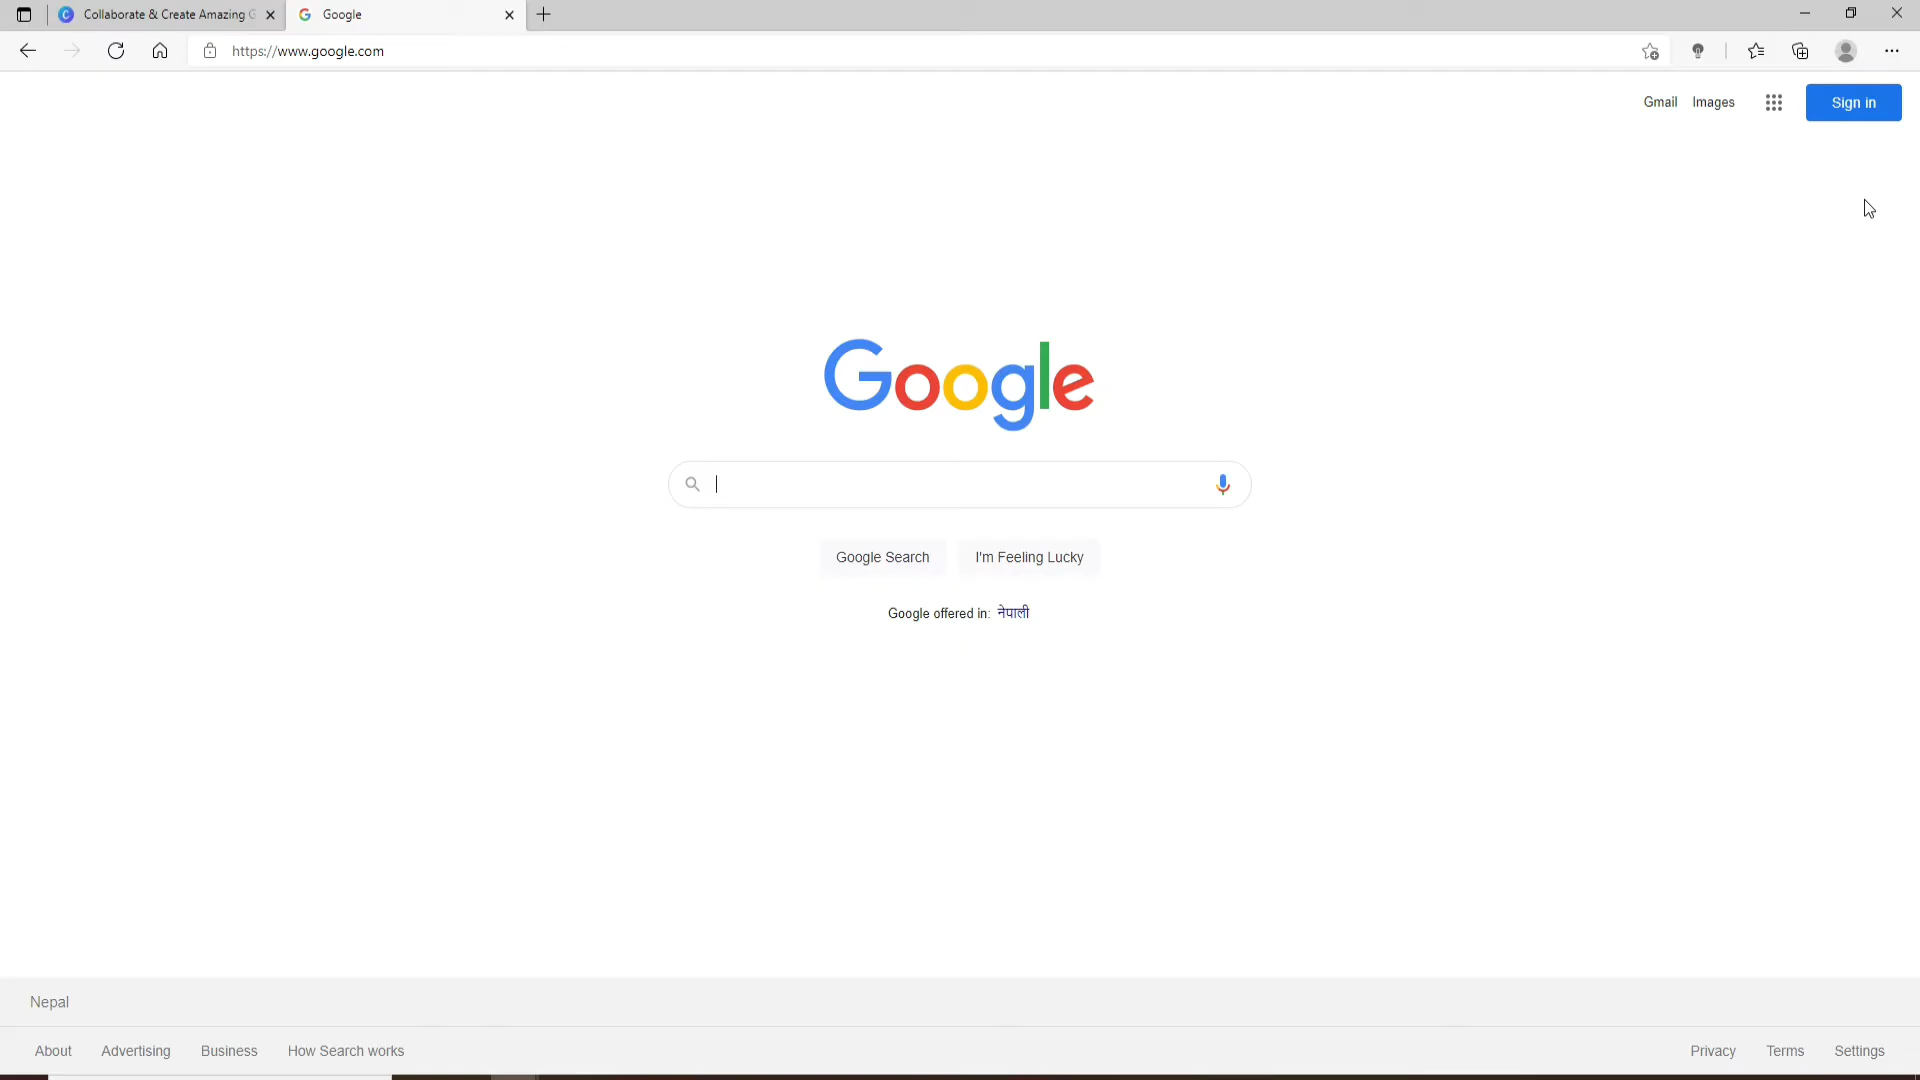 Collaborate & Create Amazing G
Google
https://www.google.com
Gmail Images Sign in
Google
Google Search I'm Feeling Lucky
Google offered in: नेपाली
Nepal
About Advertising Business How Search works Privacy Terms Settings